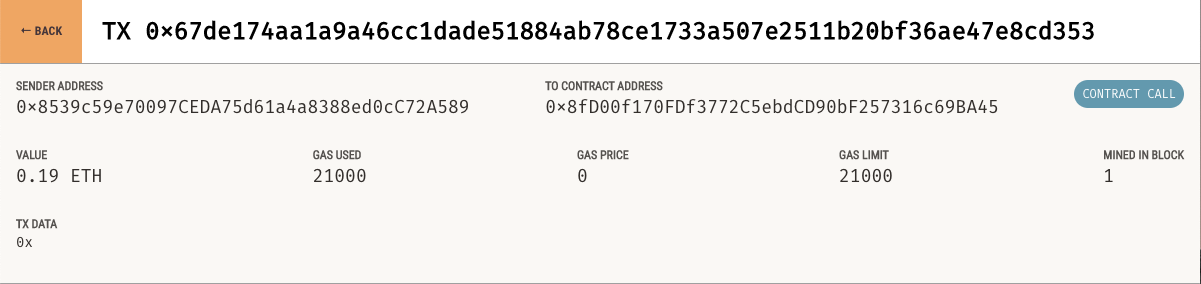 ← BACK
TX 0×67de174aa1a9a46cc1dade51884ab78ce1733a507e2511b20bf36ae47e8cd353
SENDER ADDRESS
0×8539c59e70097CEDA75d61a4a8388ed0cC72A589
TO CONTRACT ADDRESS
0×8fD00f170FDf3772C5ebdCD90bF257316c69BA45
CONTRACT CALL
VALUE
0.19 ETH
GAS USED
21000
GAS PRICE
0
GAS LIMIT
21000
MINED IN BLOCK
1
TX DATA
0x